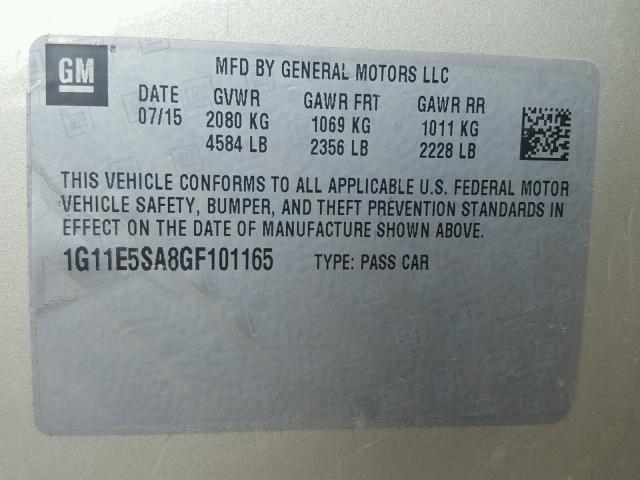 GM ®
MFD BY GENERAL MOTORS LLC
DATE GVWR GAWR FRT GAWR RR
07/15 2080 KG 1069 KG 1011 KG
4584 LB 2356 LB 2228 LB
THIS VEHICLE CONFORMS TO ALL APPLICABLE U.S. FEDERAL MOTOR
VEHICLE SAFETY, BUMPER, AND THEFT PREVENTION STANDARDS IN
EFFECT ON THE DATE OF MANUFACTURE SHOWN ABOVE.
1G11E5SA8GF101165 TYPE: PASS CAR